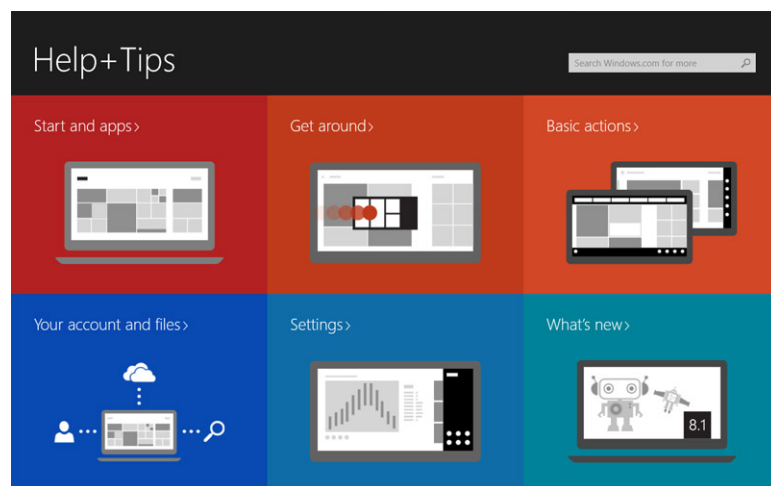 Help+Tips
Search Windows.com for more
Start and apps>
Get around>
Basic actions>
Your account and files>
Settings>
What's new>
8.1